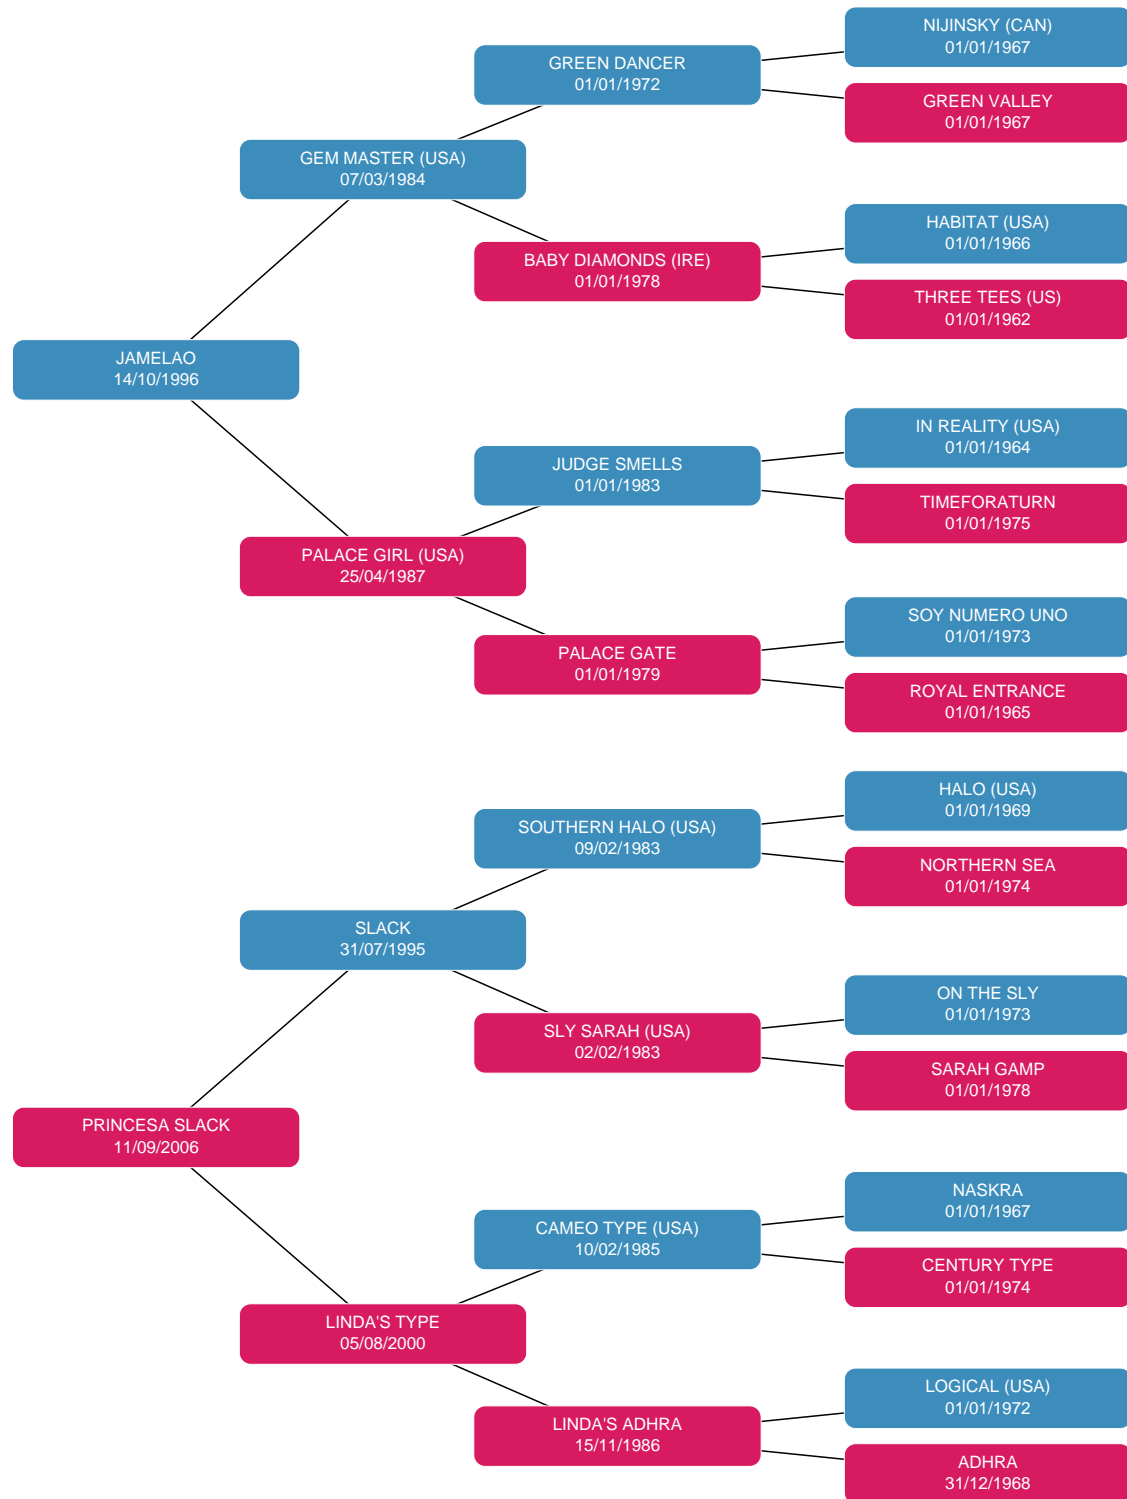 NIJINSKY (CAN)
01/01/1967
GREEN DANCER
01/01/1972
GREEN VALLEY
01/01/1967
GEM MASTER (USA)
07/03/1984
HABITAT (USA)
01/01/1966
BABY DIAMONDS (IRE)
01/01/1978
THREE TEES (US)
01/01/1962
JAMELAO
14/10/1996
IN REALITY (USA)
01/01/1964
JUDGE SMELLS
01/01/1983
TIMEFORATURN
01/01/1975
PALACE GIRL (USA)
25/04/1987
SOY NUMERO UNO
01/01/1973
PALACE GATE
01/01/1979
ROYAL ENTRANCE
01/01/1965
HALO (USA)
01/01/1969
SOUTHERN HALO (USA)
09/02/1983
NORTHERN SEA
01/01/1974
SLACK
31/07/1995
ON THE SLY
01/01/1973
SLY SARAH (USA)
02/02/1983
SARAH GAMP
01/01/1978
PRINCESA SLACK
11/09/2006
NASKRA
01/01/1967
CAMEO TYPE (USA)
10/02/1985
CENTURY TYPE
01/01/1974
LINDA'S TYPE
05/08/2000
LOGICAL (USA)
01/01/1972
LINDA'S ADHRA
15/11/1986
ADHRA
31/12/1968